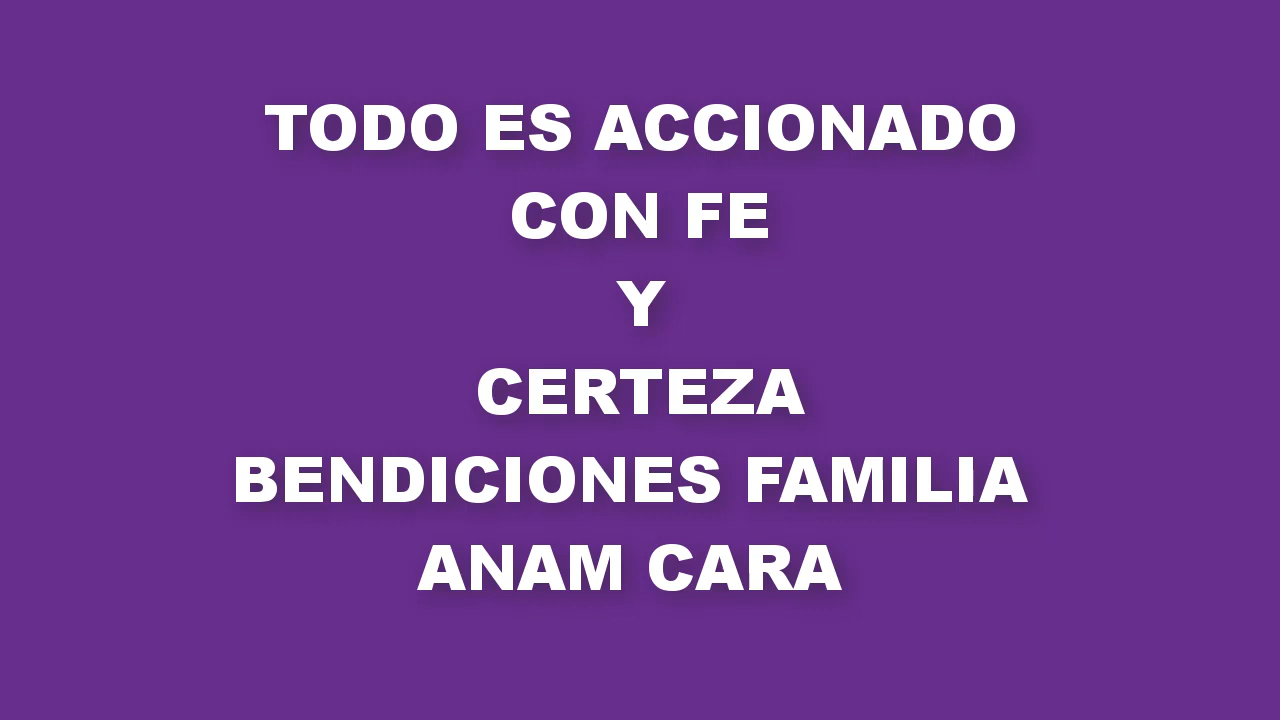 TODO ES ACCIONADO
CON FE
Y
CERTEZA
BENDICIONES FAMILIA
ANAM CARA